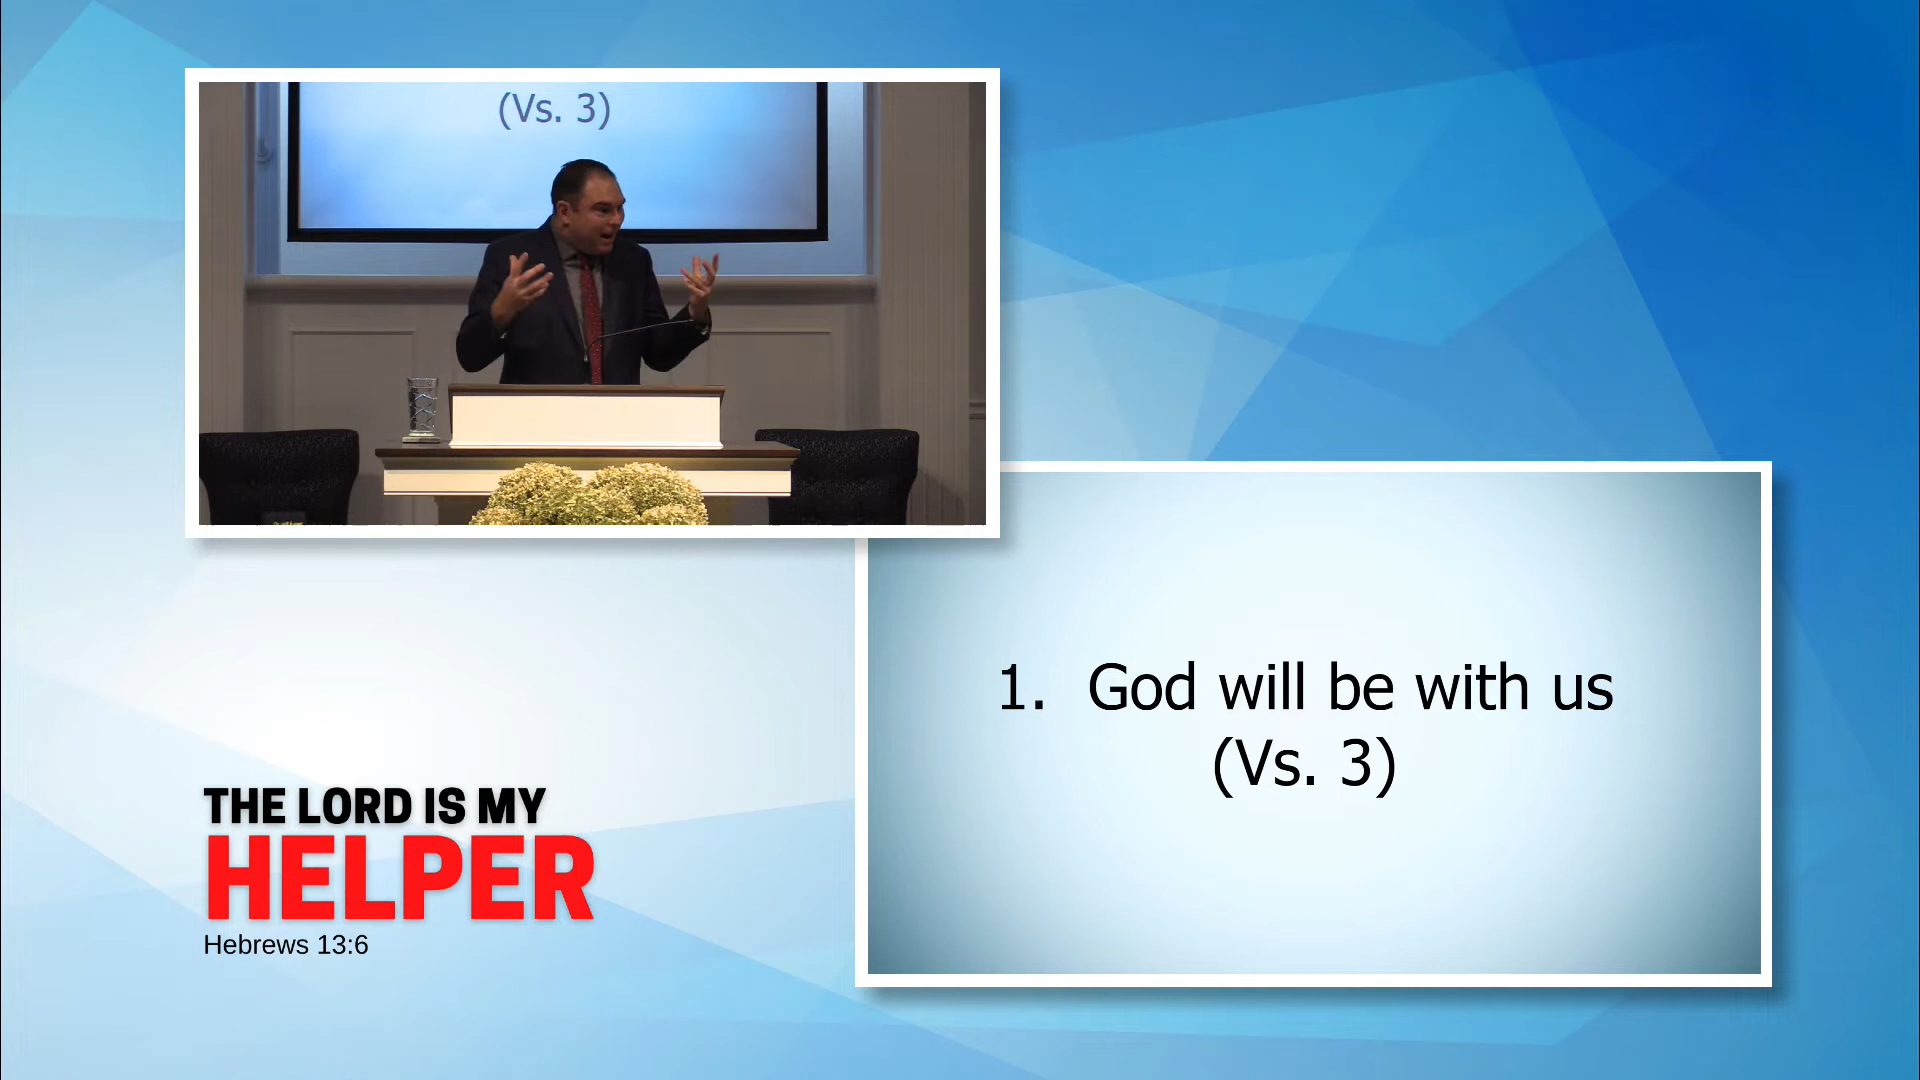 (Vs. 3)
1. God will be with us
(Vs. 3)
THE LORD IS MY
HELPER
Hebrews 13:6